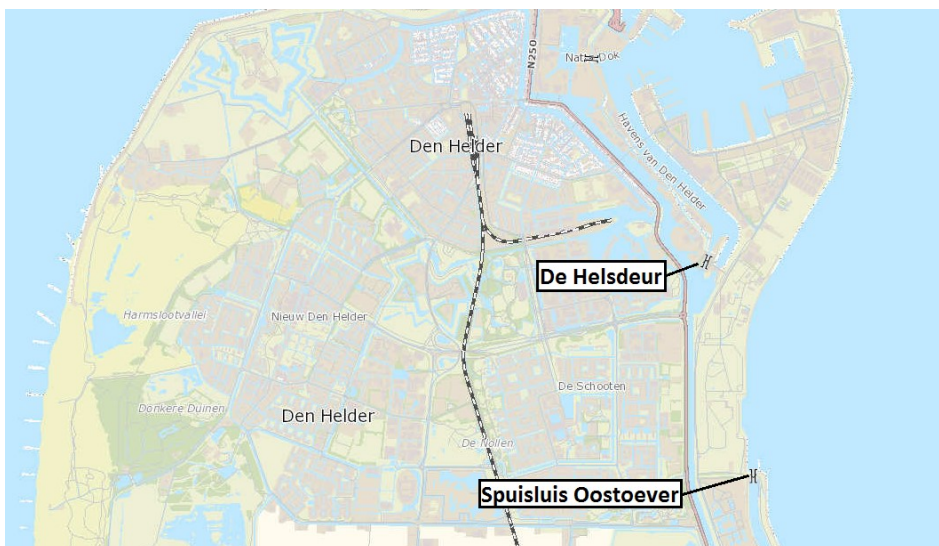 N250
Natte Dok
Den Helder
Havens van Den Helder
De Helsdeur
Harmslootvallei
Nieuw Den Helder
De Schooten
Donkere Duinen
Den Helder
De Nollen
Spuisluis Oostoever